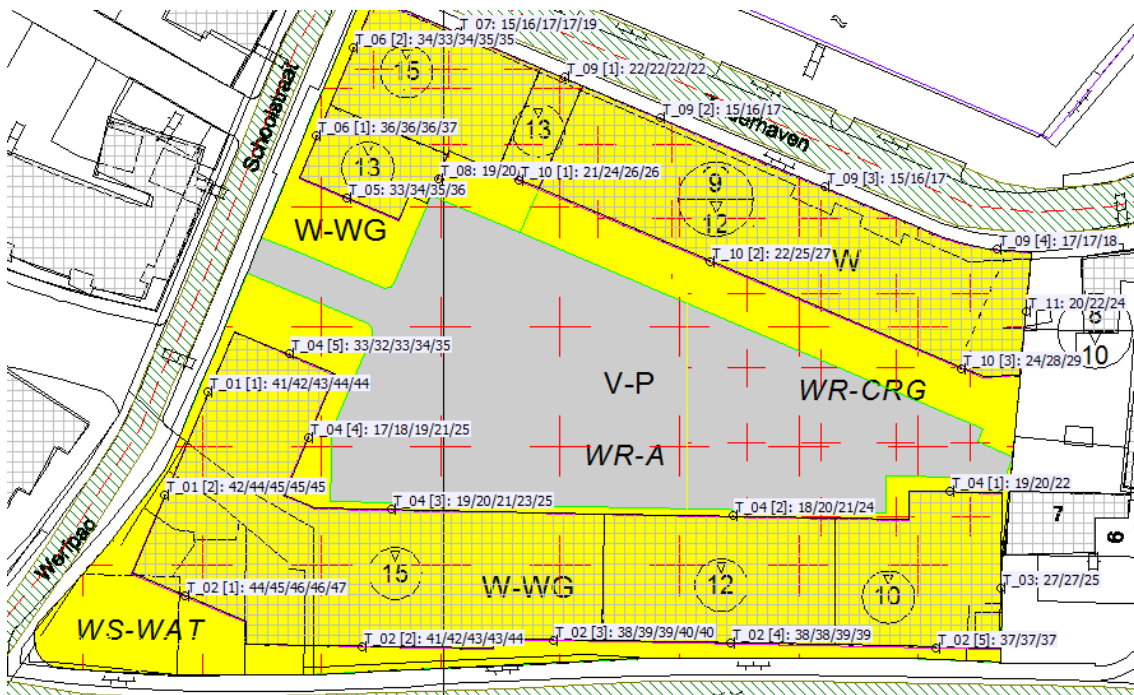 T_07: 15/16/17/17/19
T_06 [2]: 34/33/34/35/35
15
T_09 [1]: 22/22/22/22
T_09 [2]: 15/16/17
erhaven
13
T_06 [1]: 36/36/36/37
Schoolstraat
13
T_08: 19/20
T_10 [1]: 21/24/26/26
9
12
T_09 [3]: 15/16/17
T_05: 33/34/35/36
W-WG
T_10 [2]: 22/25/27
W
T_09 [4]: 17/17/18
T_11: 20/22/24
8
10
T_04 [5]: 33/32/33/34/35
T_10 [3]: 24/28/29
T_01 [1]: 41/42/43/44/44
V-P
WR-CRG
T_04 [4]: 17/18/19/21/25
WR-A
T_01 [2]: 42/44/45/45/45
T_04 [3]: 19/20/21/23/25
T_04 [2]: 18/20/21/24
T_04 [1]: 19/20/22
7
6
Werfpad
15
W-WG
12
10
T_03: 27/27/25
T_02 [1]: 44/45/46/46/47
WS-WAT
T_02 [2]: 41/42/43/43/44
T_02 [3]: 38/39/39/40/40
T_02 [4]: 38/38/39/39
T_02 [5]: 37/37/37